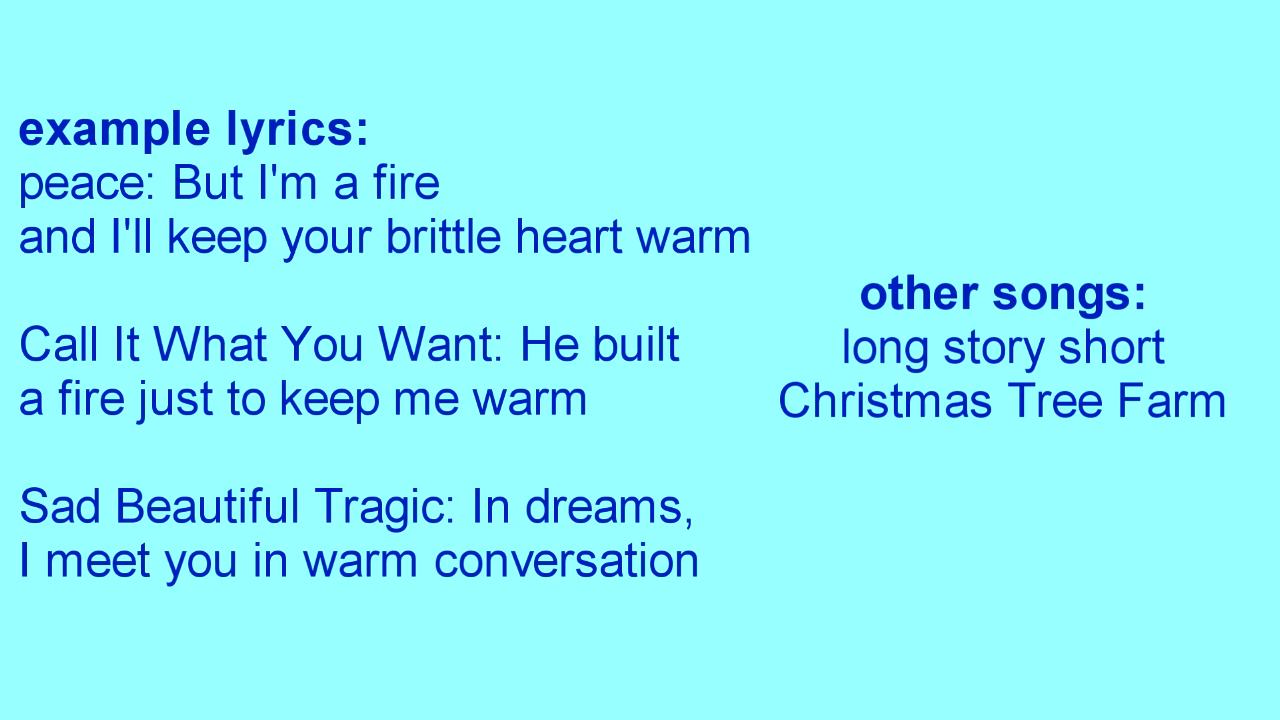 example lyrics:
peace: But I'm a fire
and I'll keep your brittle heart warm
Call It What You Want: He built
a fire just to keep me warm
Sad Beautiful Tragic: In dreams,
I meet you in warm conversation
other songs:
long story short
Christmas Tree Farm